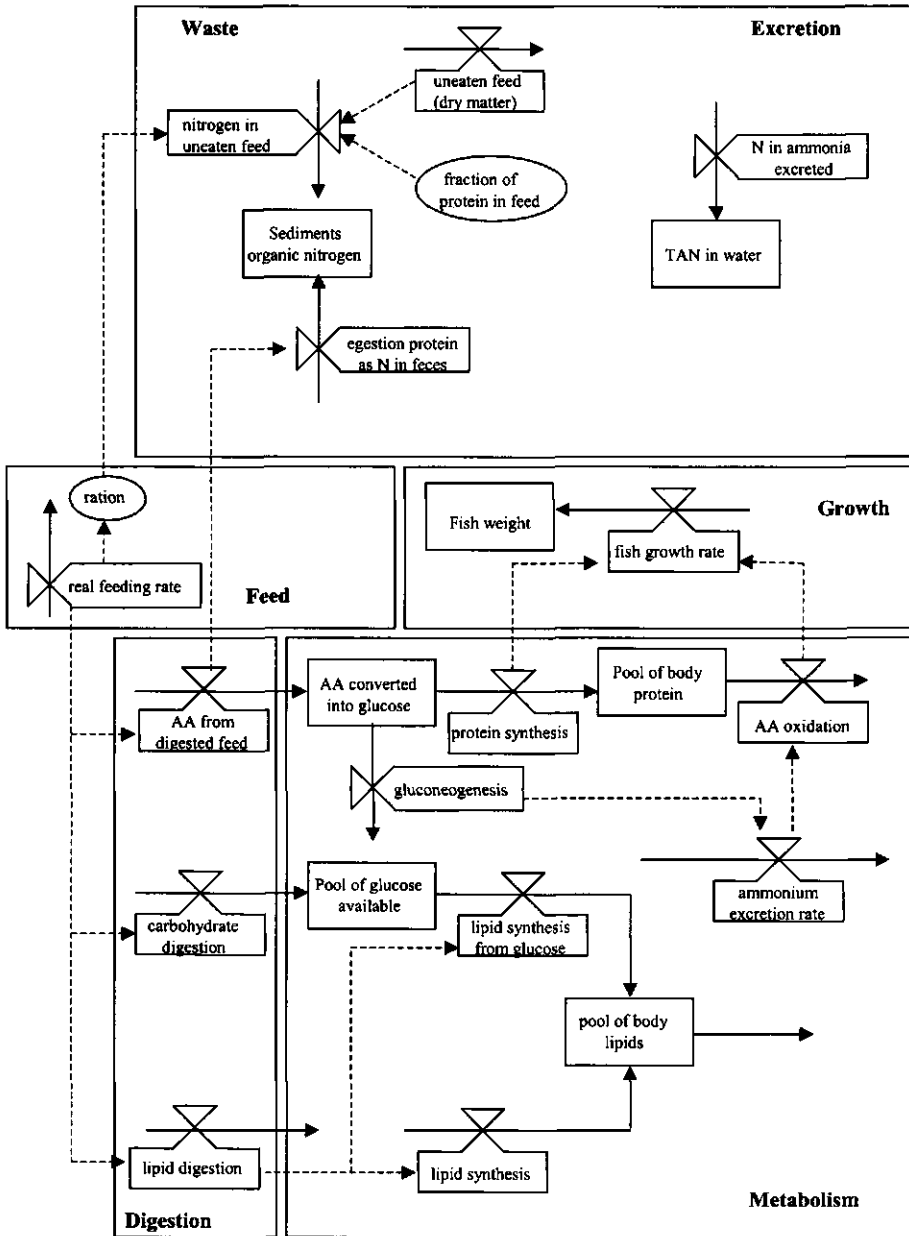 Waste
Excretion
uneaten feed
(dry matter)
nitrogen in
uneaten feed
N in ammonia
excreted
fraction of
protein in feed
Sediments
organic nitrogen
TAN in water
egestion protein
as N in feces
ration
real feeding rate
Feed
Fish weight
fish growth rate
Growth
AA from
digested feed
AA converted
into glucose
protein synthesis
Pool of body
protein
AA oxidation
gluconeogenesis
carbohydrate
digestion
Pool of glucose
available
lipid synthesis
from glucose
ammonium
excretion rate
pool of body
lipids
lipid digestion
lipid synthesis
Digestion
Metabolism